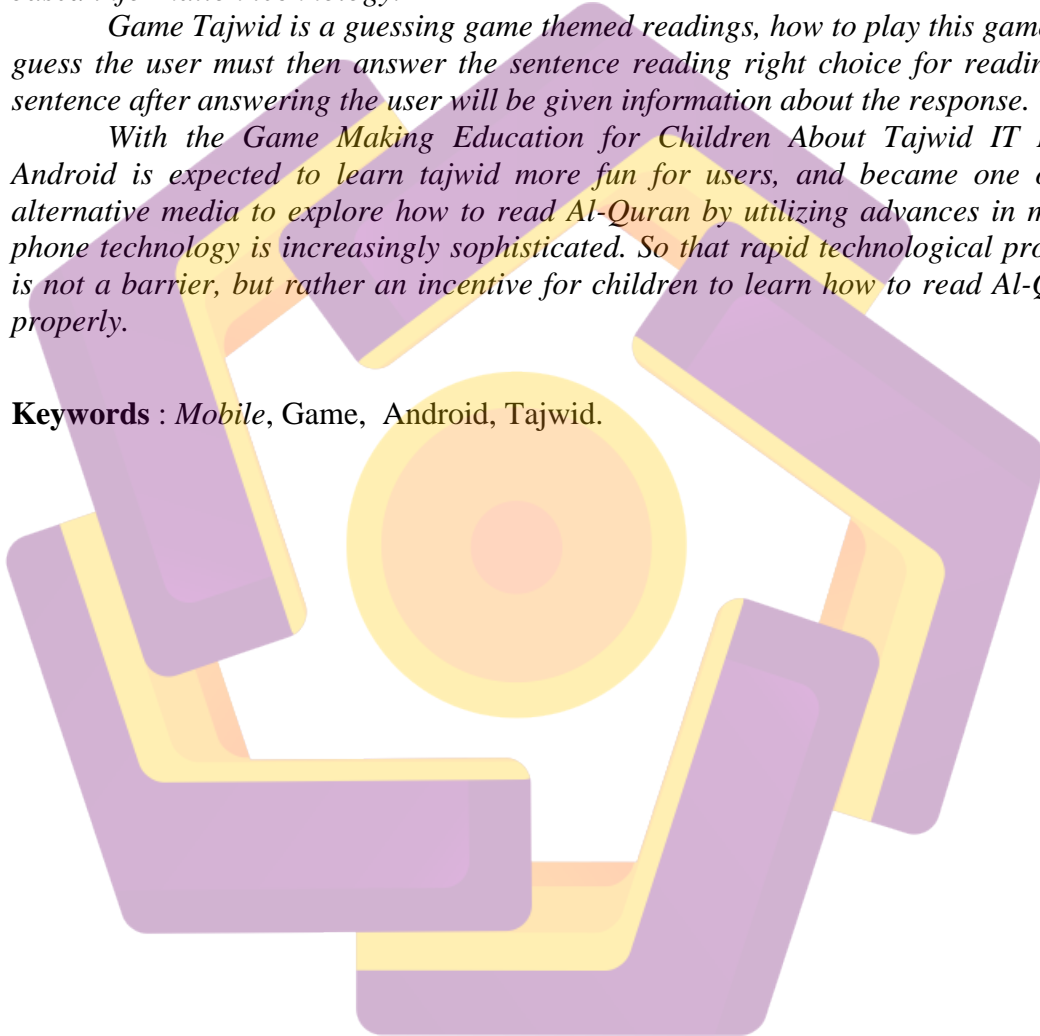 Game Tajwid is a guessing game themed readings, how to play this game
guess the user must then answer the sentence reading right choice for readin
sentence after answering the user will be given information about the response.
With the Game Making Education for Children About Tajwid IT
Android is expected to learn tajwid more fun for users, and became one
alternative media to explore how to read Al-Quran by utilizing advances in
phone technology is increasingly sophisticated. So that rapid technological pro
is not a barrier, but rather an incentive for children to learn how to read Al-Q
properly.
Keywords : Mobile, Game, Android, Tajwid.